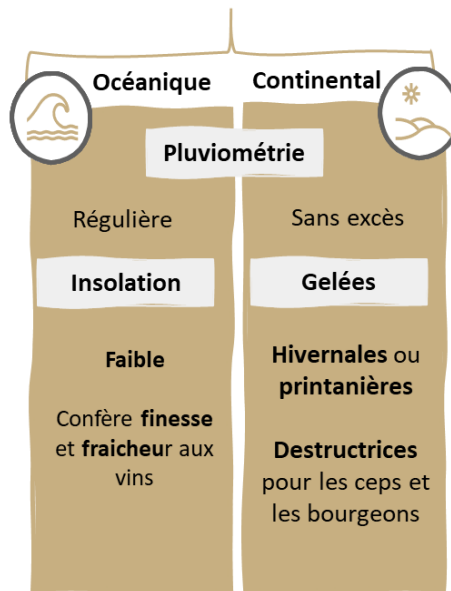 Océanique
Continental
Pluviométrie
Régulière
Sans excès
Insolation
Faible
Confère finesse
et fraicheur aux
vins
Gelées
Hivernales ou
printanières
Destructrices
pour les ceps et
les bourgeons